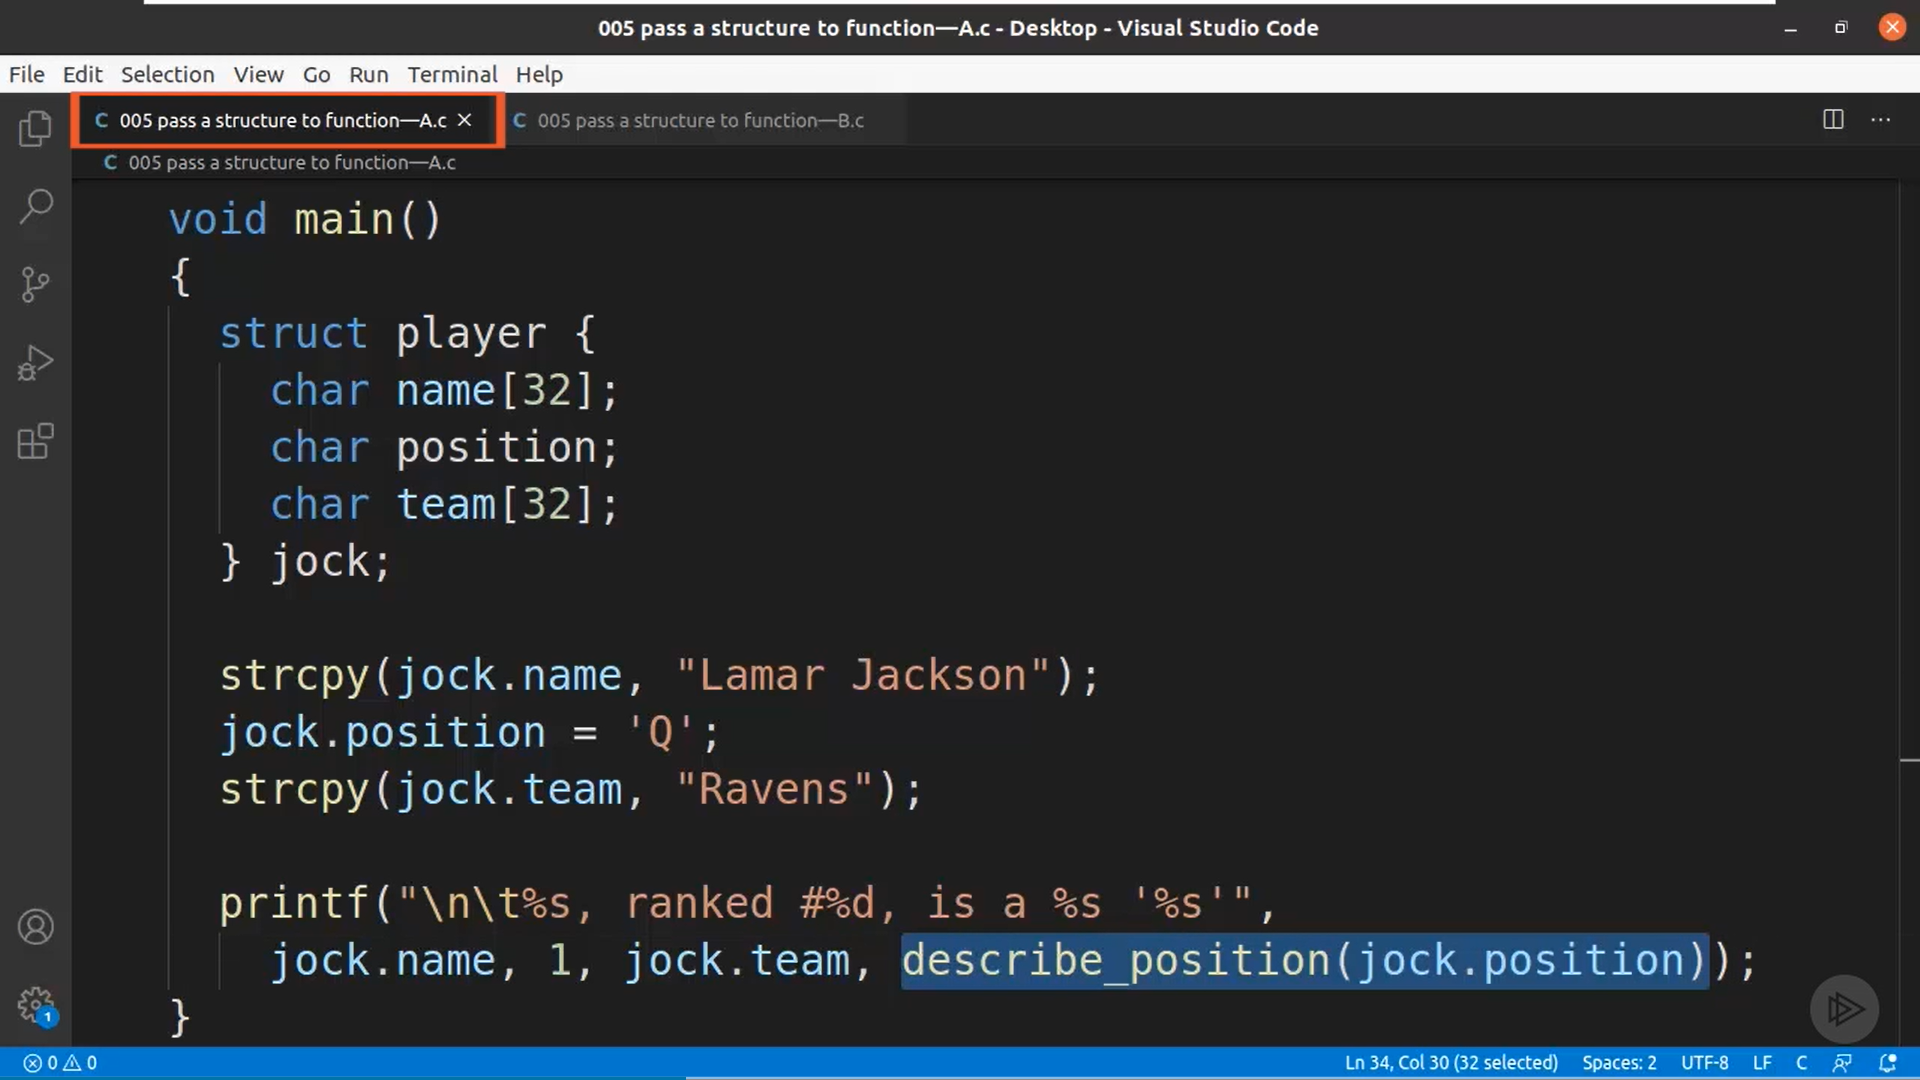 005 pass a structure to function—A.c - Desktop - Visual Studio Code
File Edit Selection View Go Run Terminal Help
C 005 pass a structure to function—A.c × C 005 pass a structure to function—B.c
C 005 pass a structure to function—A.c
void main()
{
struct player {
char name[32];
char position;
char team[32];
} jock;
strcpy(jock.name, "Lamar Jackson");
jock.position = 'Q';
strcpy(jock.team, "Ravens");
printf("\n\t%s, ranked #%d, is a %s '%s'",
jock.name, 1, jock.team, describe_position(jock.position));
}
1
0 0 Ln 34, Col 30 (32 selected) Spaces: 2 UTF-8 LF C